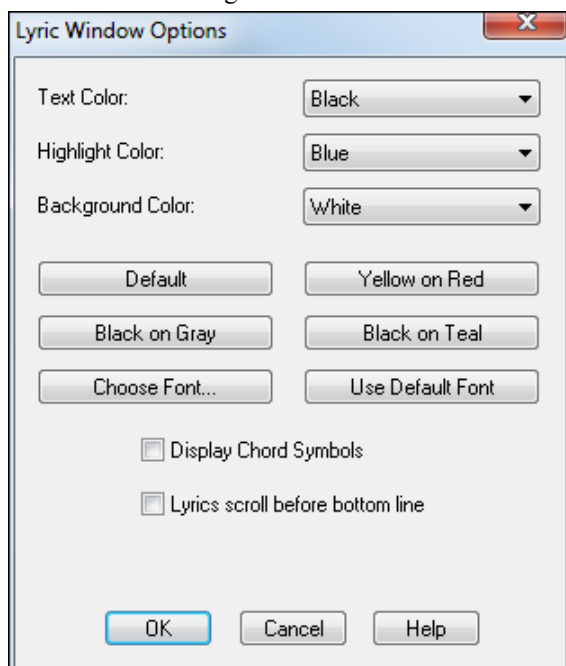 Lyric Window Options
Text Color: Black
Highlight Color: Blue
Background Color: White
Default Yellow on Red
Black on Gray Black on Teal
Choose Font... Use Default Font
Display Chord Symbols
Lyrics scroll before bottom line
OK Cancel Help